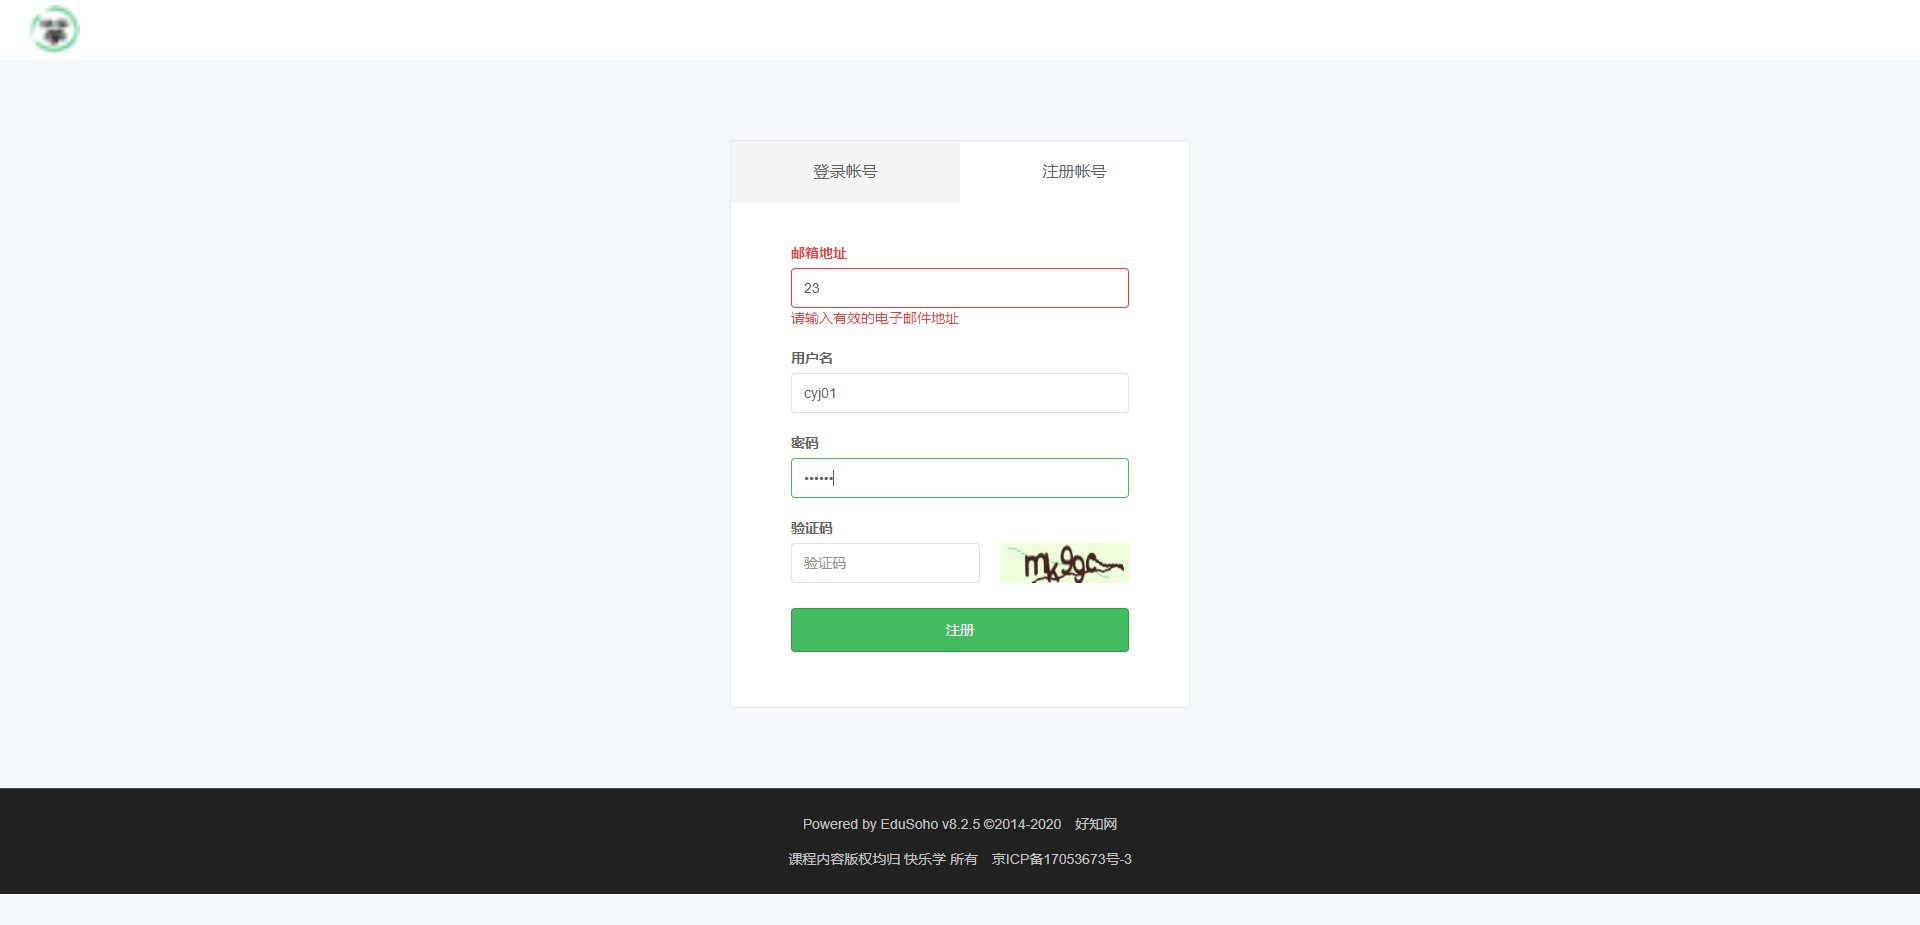 登录帐号
注册帐号
邮箱地址
23
请输入有效的电子邮件地址
用户名
cyj01
密码
••••••
验证码
验证码
mk9gc
注册
Powered by EduSoho v8.2.5 ©2014-2020 好知网
课程内容版权均归 快乐学 所有 京ICP备17053673号-3